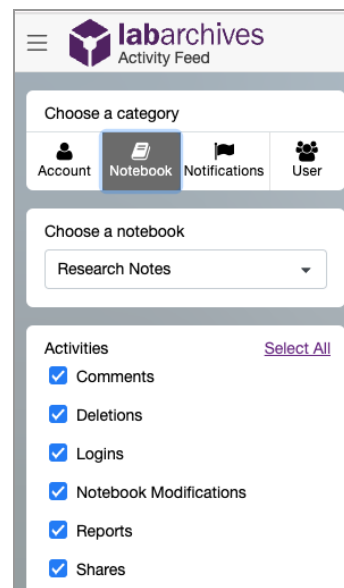 labarchives
Activity Feed
Choose a category
Account Notebook Notifications User
Choose a notebook
Research Notes
Activities Select All
Comments
Deletions
Logins
Notebook Modifications
Reports
Shares